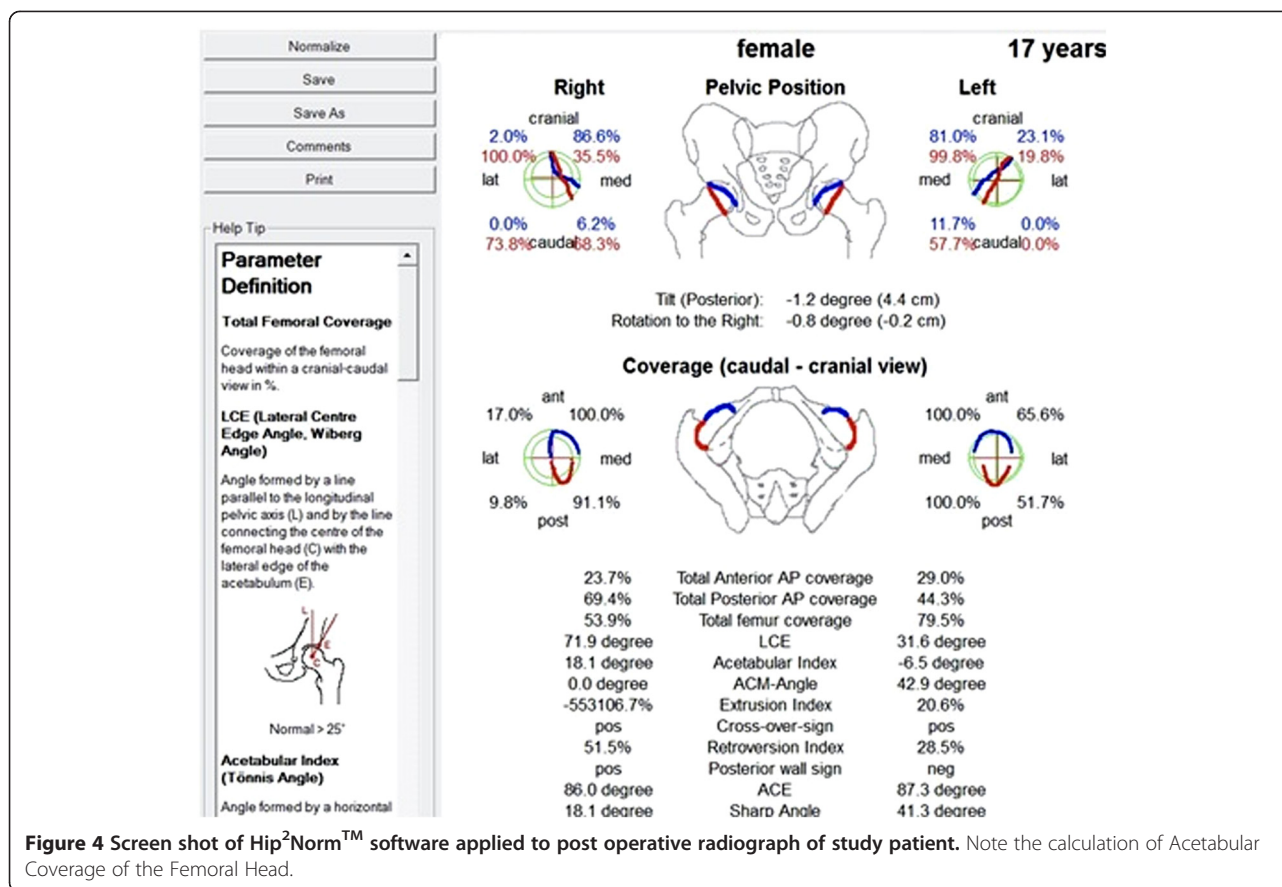 Normalize
Save
Save As
Comments
Print
Help Tip
Parameter
Definition
Total Femoral Coverage
Coverage of the femoral
head within a cranial-caudal
view in %.
LCE (Lateral Centre
Edge Angle, Wiberg
Angle)
Angle formed by a line
parallel to the longitudinal
pelvic axis (L) and by the line
connecting the centre of the
femoral head (C) with the
lateral edge of the
acetabulum (E).
L
E
C
Normal > 25°
Acetabular Index
(Tönnis Angle)
Angle formed by a horizontal
female 17 years
Right Pelvic Position Left
cranial cranial
2.0% 86.6% 81.0% 23.1%
100.0% 35.5% 99.8% 19.8%
lat med med lat
0.0% 6.2% 11.7% 0.0%
73.8% caudal 68.3% 57.7% caudal 0.0%
Tilt (Posterior): -1.2 degree (4.4 cm)
Rotation to the Right: -0.8 degree (-0.2 cm)
Coverage (caudal - cranial view)
ant ant
17.0% 100.0% 100.0% 65.6%
lat med med lat
9.8% 91.1% 100.0% 51.7%
post post
23.7% Total Anterior AP coverage 29.0%
69.4% Total Posterior AP coverage 44.3%
53.9% Total femur coverage 79.5%
71.9 degree LCE 31.6 degree
18.1 degree Acetabular Index -6.5 degree
0.0 degree ACM-Angle 42.9 degree
-553106.7% Extrusion Index 20.6%
pos Cross-over-sign pos
51.5% Retroversion Index 28.5%
pos Posterior wall sign neg
86.0 degree ACE 87.3 degree
18.1 degree Sharp Angle 41.3 degree
Figure 4 Screen shot of Hip²Norm™ software applied to post operative radiograph of study patient. Note the calculation of Acetabular
Coverage of the Femoral Head.